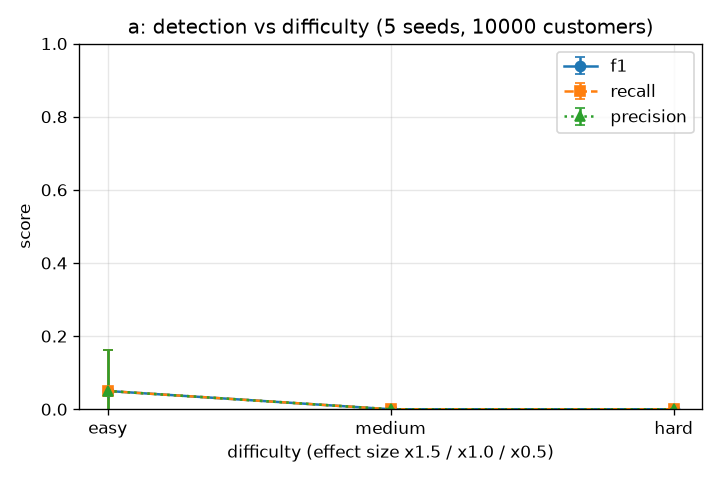 a: detection vs difficulty (5 seeds, 10000 customers)
1.0
0.8
0.6
0.4
0.2
0.0
score
f1
recall
precision
easy medium hard
difficulty (effect size x1.5 / x1.0 / x0.5)